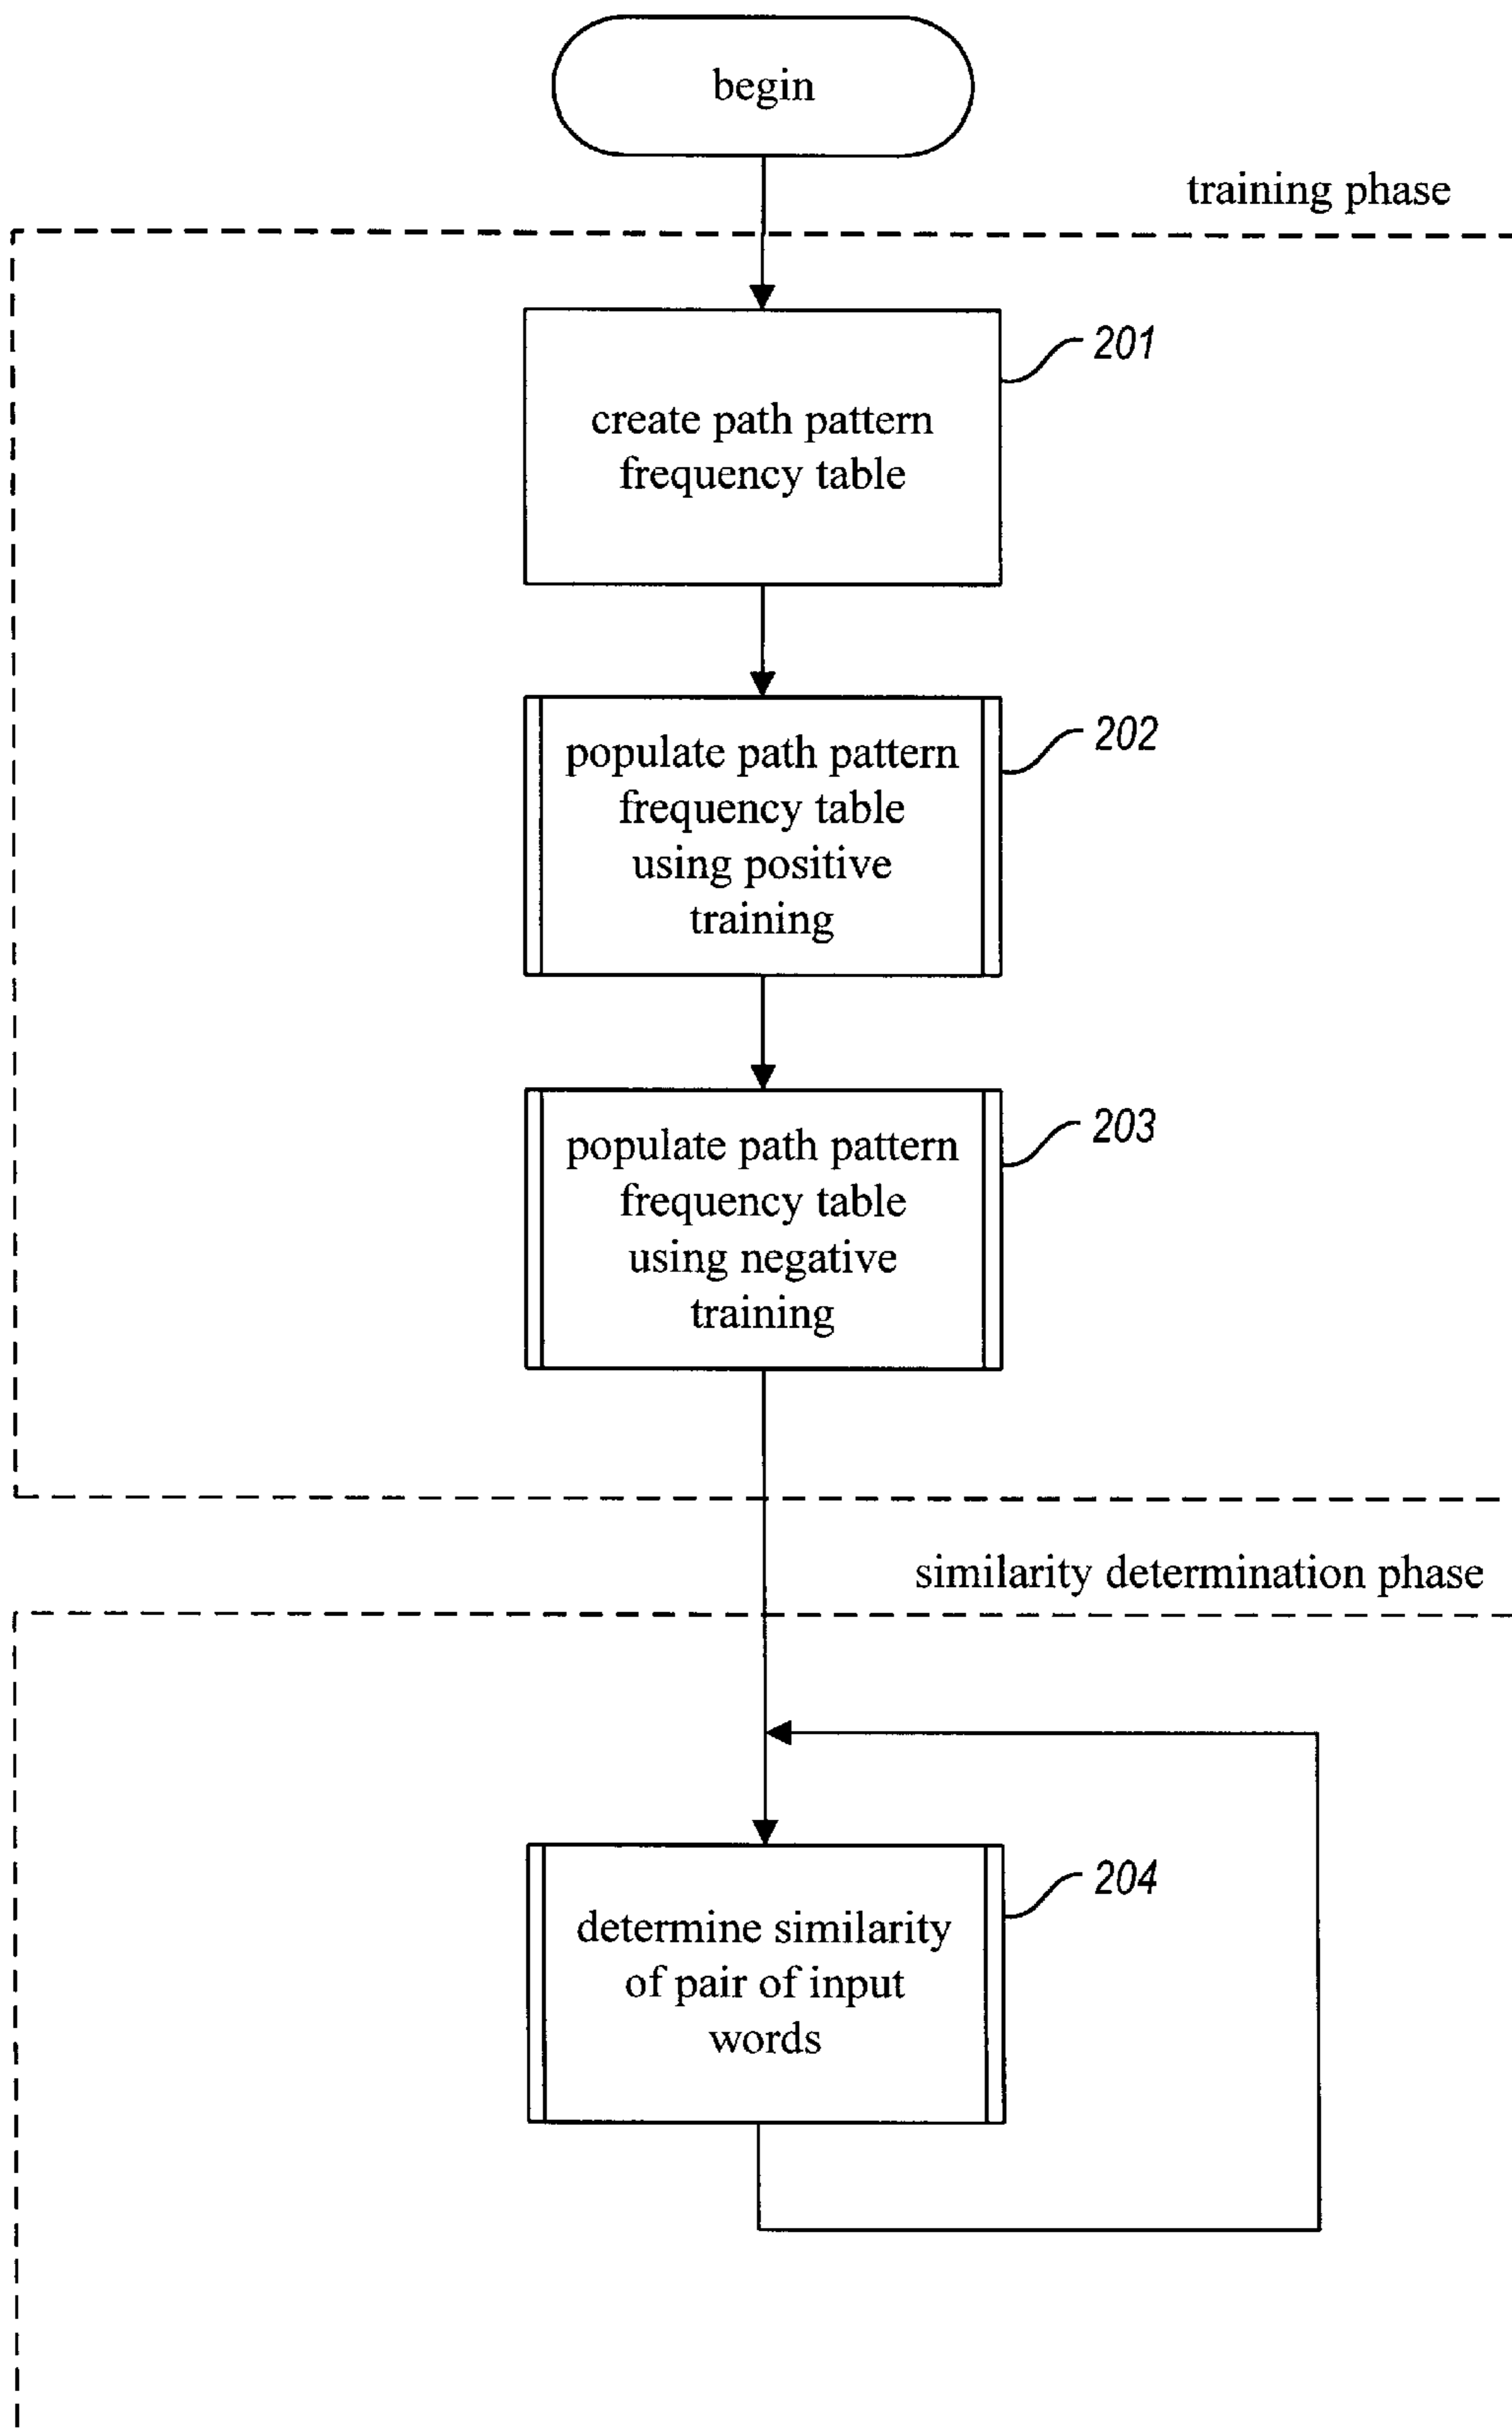 begin
training phase
201
create path pattern
frequency table
202
populate path pattern
frequency table
using positive
training
203
populate path pattern
frequency table
using negative
training
similarity determination phase
204
determine similarity
of pair of input
words